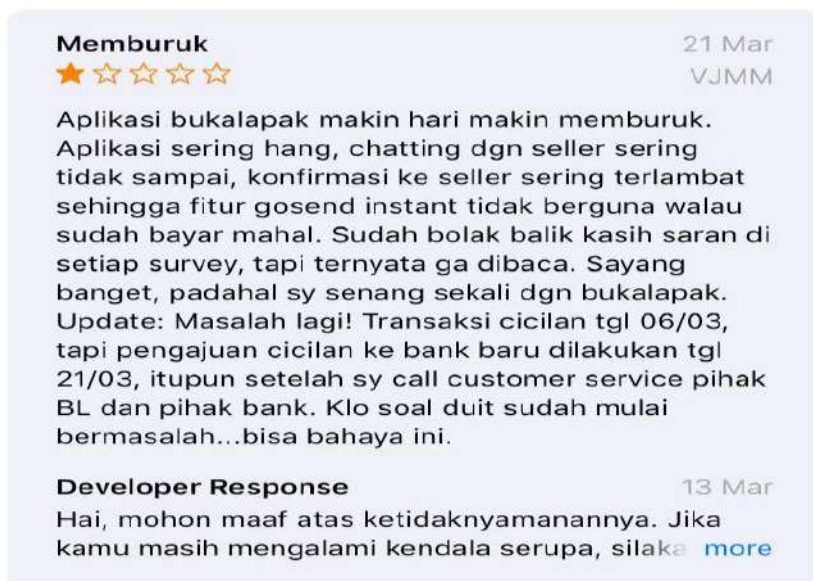 Memburuk 21 Mar
VJMM
Aplikasi bukalapak makin hari makin memburuk.
Aplikasi sering hang, chatting dgn seller sering
tidak sampai, konfirmasi ke seller sering terlambat
sehingga fitur gosend instant tidak berguna walau
sudah bayar mahal. Sudah bolak balik kasih saran di
setiap survey, tapi ternyata ga dibaca. Sayang
banget, padahal sy senang sekali dgn bukalapak.
Update: Masalah lagi! Transaksi cicilan tgl 06/03,
tapi pengajuan cicilan ke bank baru dilakukan tgl
21/03, itupun setelah sy call customer service pihak
BL dan pihak bank. Klo soal duit sudah mulai
bermasalah...bisa bahaya ini.
Developer Response 13 Mar
Hai, mohon maaf atas ketidaknyamanannya. Jika
kamu masih mengalami kendala serupa, silaka more